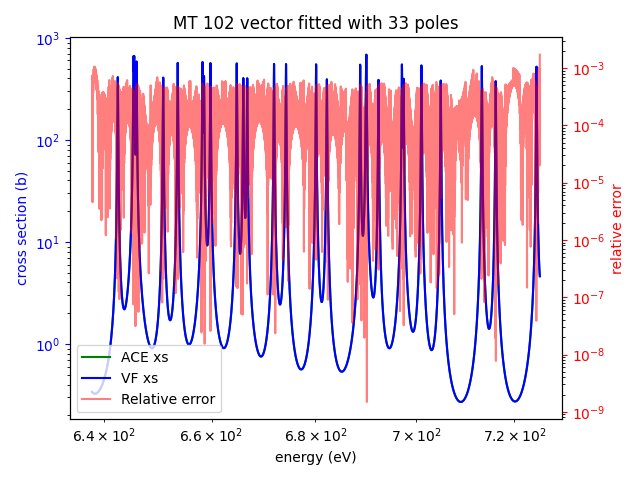 MT 102 vector fitted with 33 poles
10³
10²
10¹
10⁰
cross section (b)
10⁻³
10⁻⁴
10⁻⁵
10⁻⁶
10⁻⁷
10⁻⁸
10⁻⁹
relative error
ACE xs
VF xs
Relative error
6.4 × 10² 6.6 × 10² 6.8 × 10² 7 × 10² 7.2 × 10²
energy (eV)